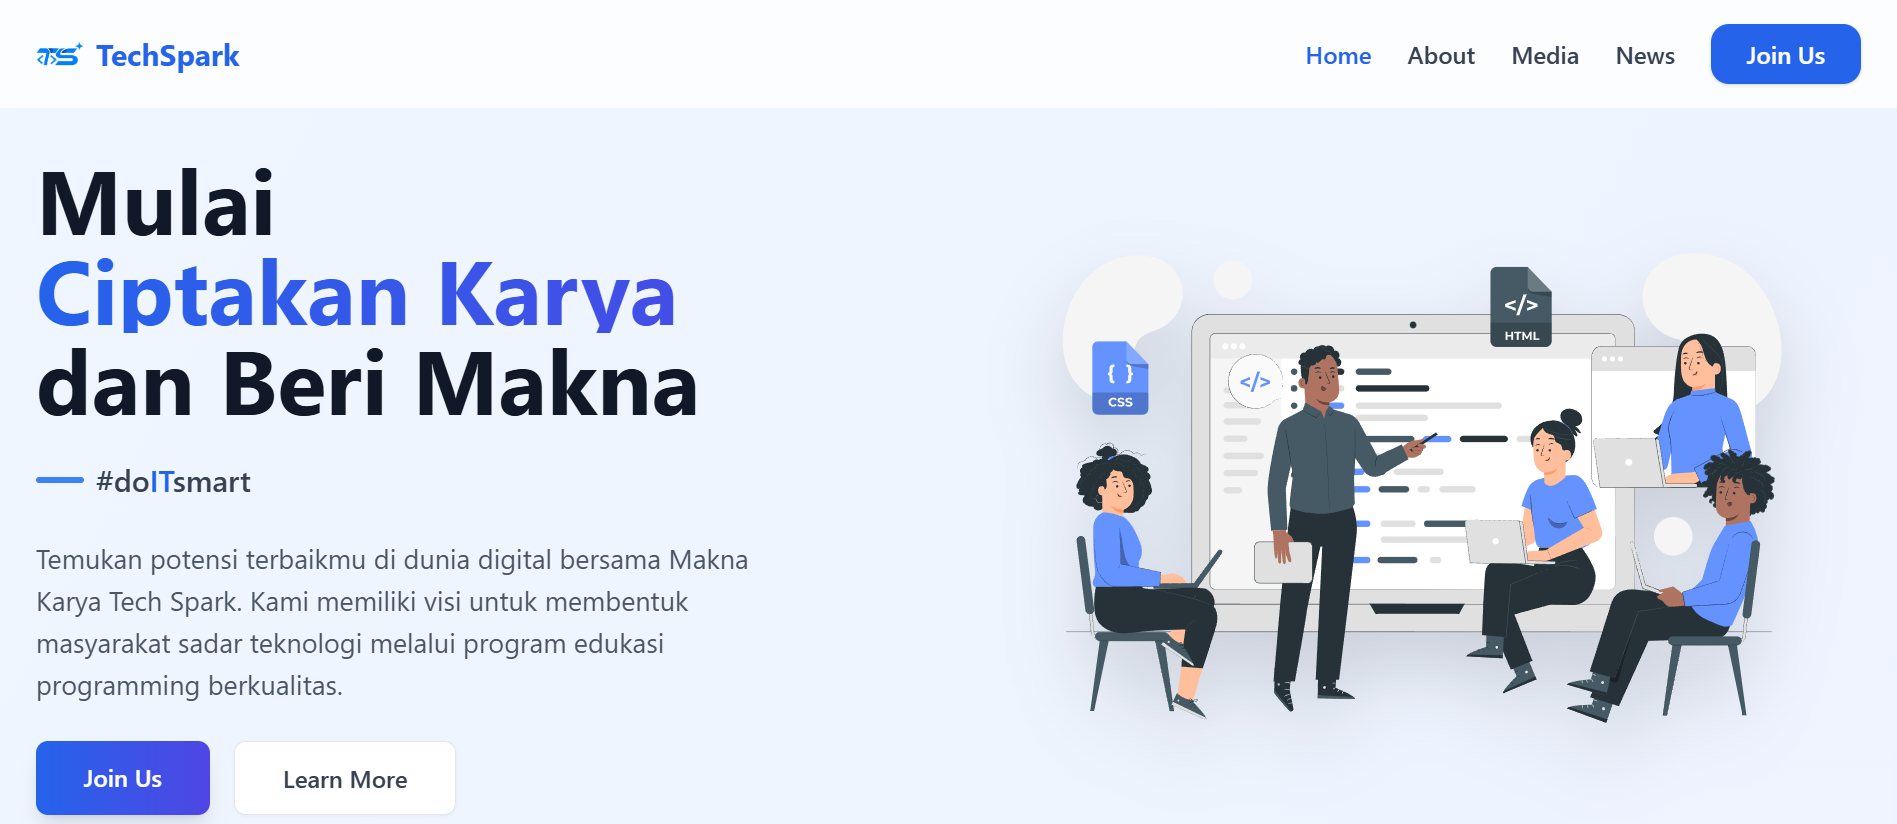 TS
TechSpark
Home
About
Media
News
Join Us
Mulai
Ciptakan Karya
dan Beri Makna
#doITsmart
Temukan potensi terbaikmu di dunia digital bersama Makna
Karya Tech Spark. Kami memiliki visi untuk membentuk
masyarakat sadar teknologi melalui program edukasi
programming berkualitas.
Join Us
Learn More
</>
HTML
{ }
CSS
</>